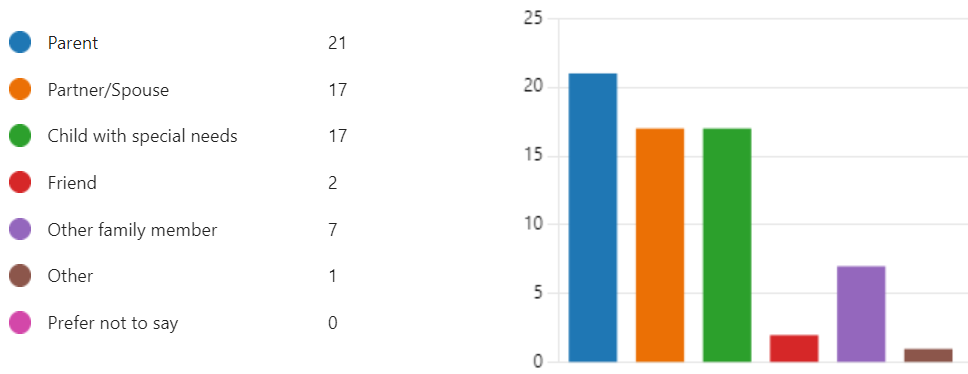 Parent 21
Partner/Spouse 17
Child with special needs 17
Friend 2
Other family member 7
Other 1
Prefer not to say 0
25
20
15
10
5
0